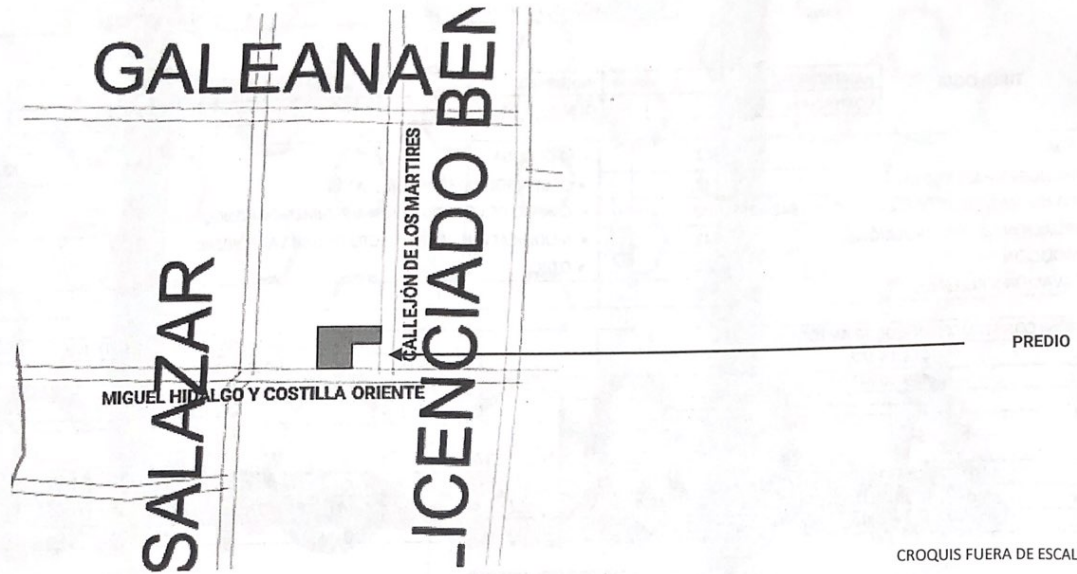 GALEANA
CALLEJÓN DE LOS MARTIRES
LICENCIADO BEN
SALAZAR
PREDIO
MIGUEL HIDALGO Y COSTILLA ORIENTE
CROQUIS FUERA DE ESCAL